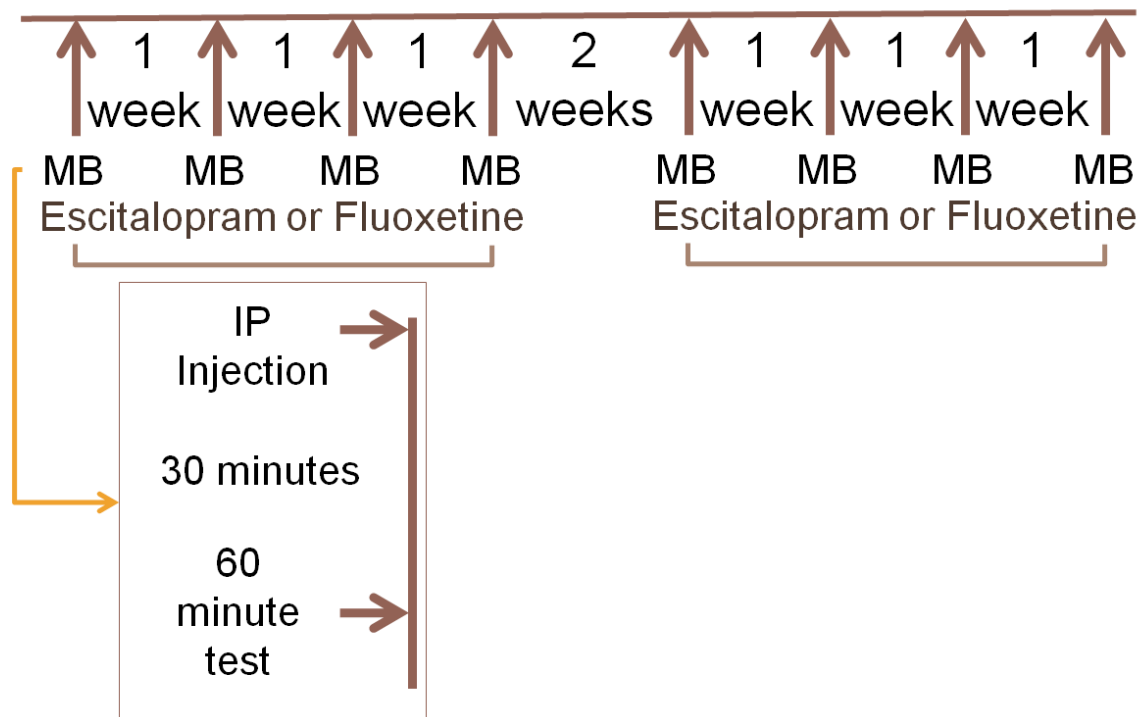 1 1 1 2 1 1 1
week week week weeks week week week
MB MB MB MB MB MB MB MB
Escitalopram or Fluoxetine Escitalopram or Fluoxetine
IP
Injection
30 minutes
60
minute
test